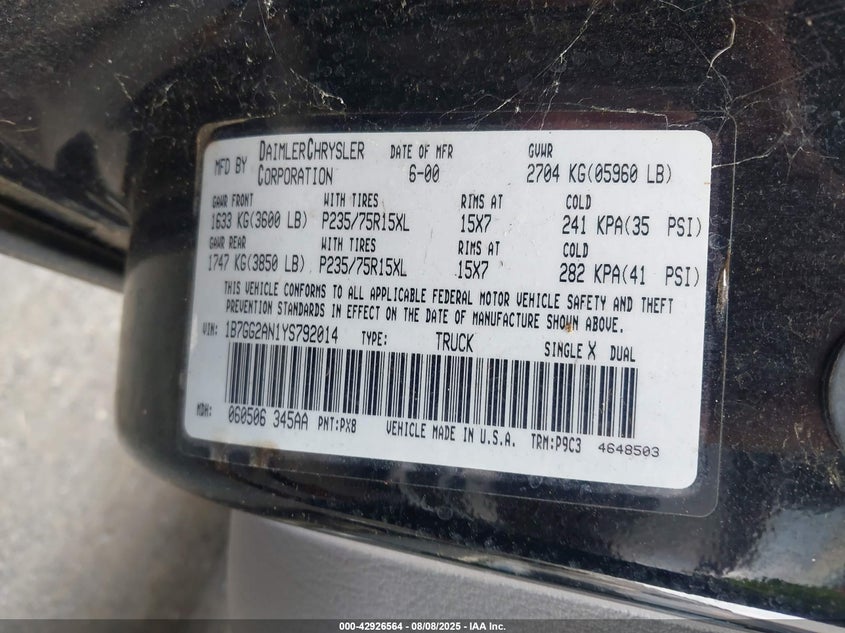 MFD BY DAIMLERCHRYSLER CORPORATION DATE OF MFR 6-00 GVWR 2704 KG(05960 LB)
GAWR FRONT WITH TIRES RIMS AT COLD
1633 KG(3600 LB) P235/75R15XL 15X7 241 KPA(35 PSI)
GAWR REAR WITH TIRES RIMS AT COLD
1747 KG(3850 LB) P235/75R15XL 15X7 282 KPA(41 PSI)
THIS VEHICLE CONFORMS TO ALL APPLICABLE FEDERAL MOTOR VEHICLE SAFETY AND THEFT
PREVENTION STANDARDS IN EFFECT ON THE DATE OF MANUFACTURE SHOWN ABOVE.
VIN: 1B7GG2AN1YS792014 TYPE: TRUCK SINGLE X DUAL
MDH: 060506 345AA PNT:PX8 VEHICLE MADE IN U.S.A. TRM:P9C3 4648503
000-42926564 - 08/08/2025 - IAA Inc.